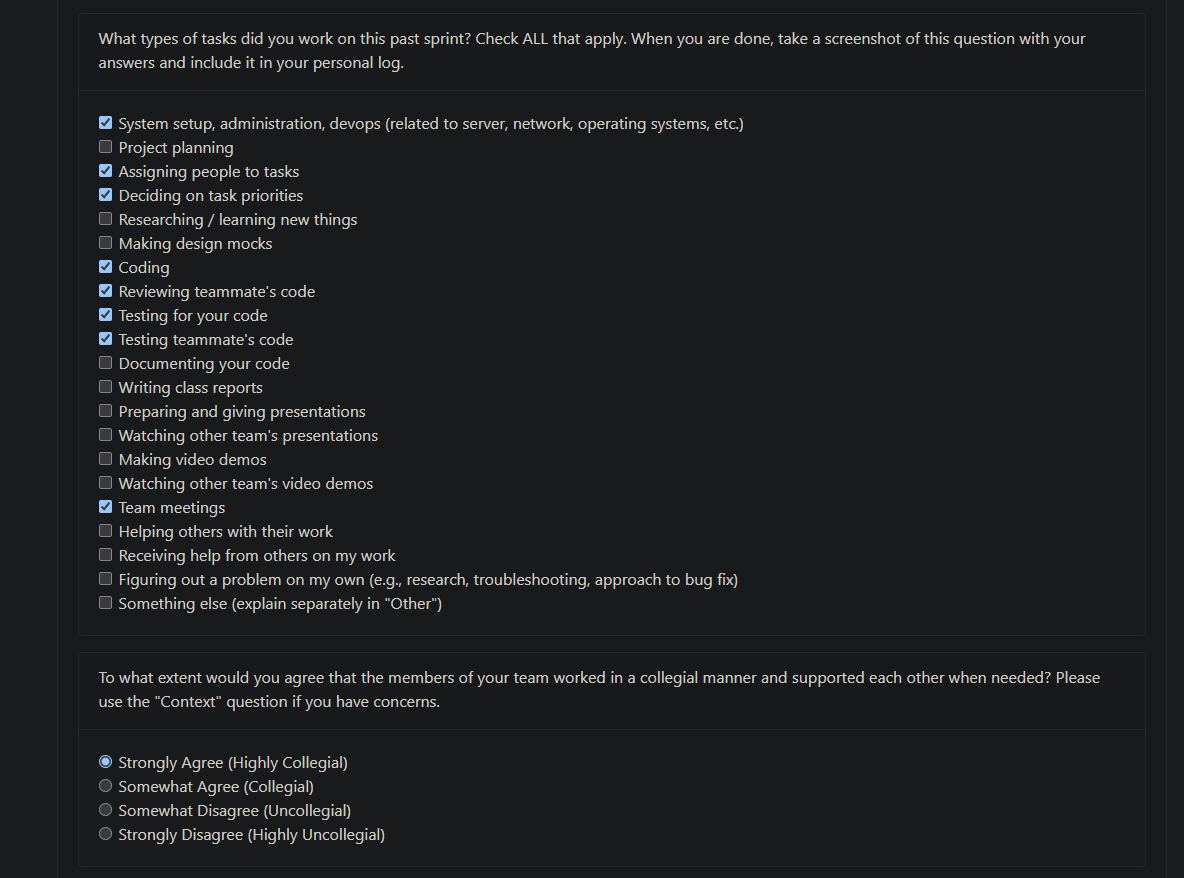 What types of tasks did you work on this past sprint? Check ALL that apply. When you are done, take a screenshot of this question with your
answers and include it in your personal log.
System setup, administration, devops (related to server, network, operating systems, etc.)
Project planning
Assigning people to tasks
Deciding on task priorities
Researching / learning new things
Making design mocks
Coding
Reviewing teammate's code
Testing for your code
Testing teammate's code
Documenting your code
Writing class reports
Preparing and giving presentations
Watching other team's presentations
Making video demos
Watching other team's video demos
Team meetings
Helping others with their work
Receiving help from others on my work
Figuring out a problem on my own (e.g., research, troubleshooting, approach to bug fix)
Something else (explain separately in "Other")
To what extent would you agree that the members of your team worked in a collegial manner and supported each other when needed? Please
use the "Context" question if you have concerns.
Strongly Agree (Highly Collegial)
Somewhat Agree (Collegial)
Somewhat Disagree (Uncollegial)
Strongly Disagree (Highly Uncollegial)